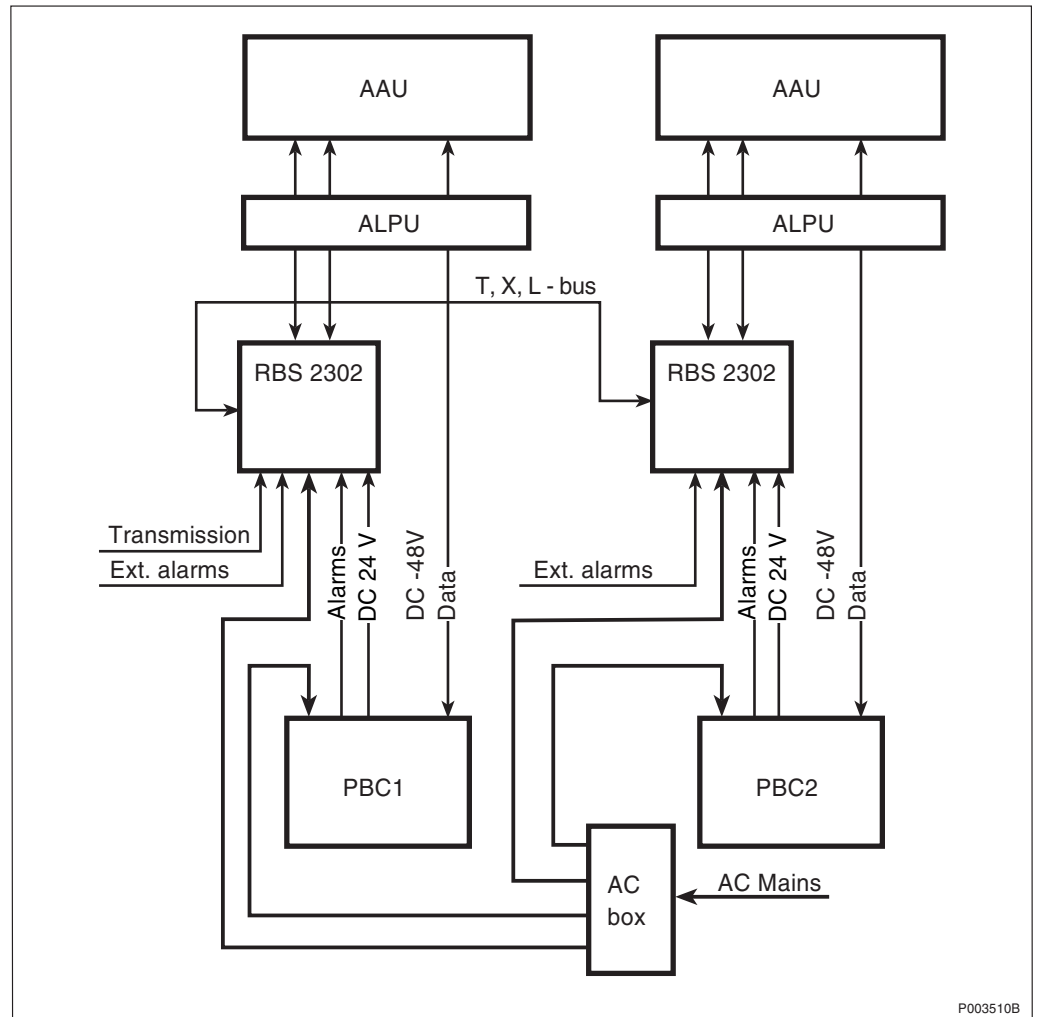 AAU
AAU
ALPU
ALPU
T, X, L - bus
RBS 2302
RBS 2302
Transmission
Ext. alarms
Alarms
DC 24 V
DC -48V
Data
Ext. alarms
Alarms
DC 24 V
DC -48V
Data
PBC1
PBC2
AC
box
AC Mains
P003510B